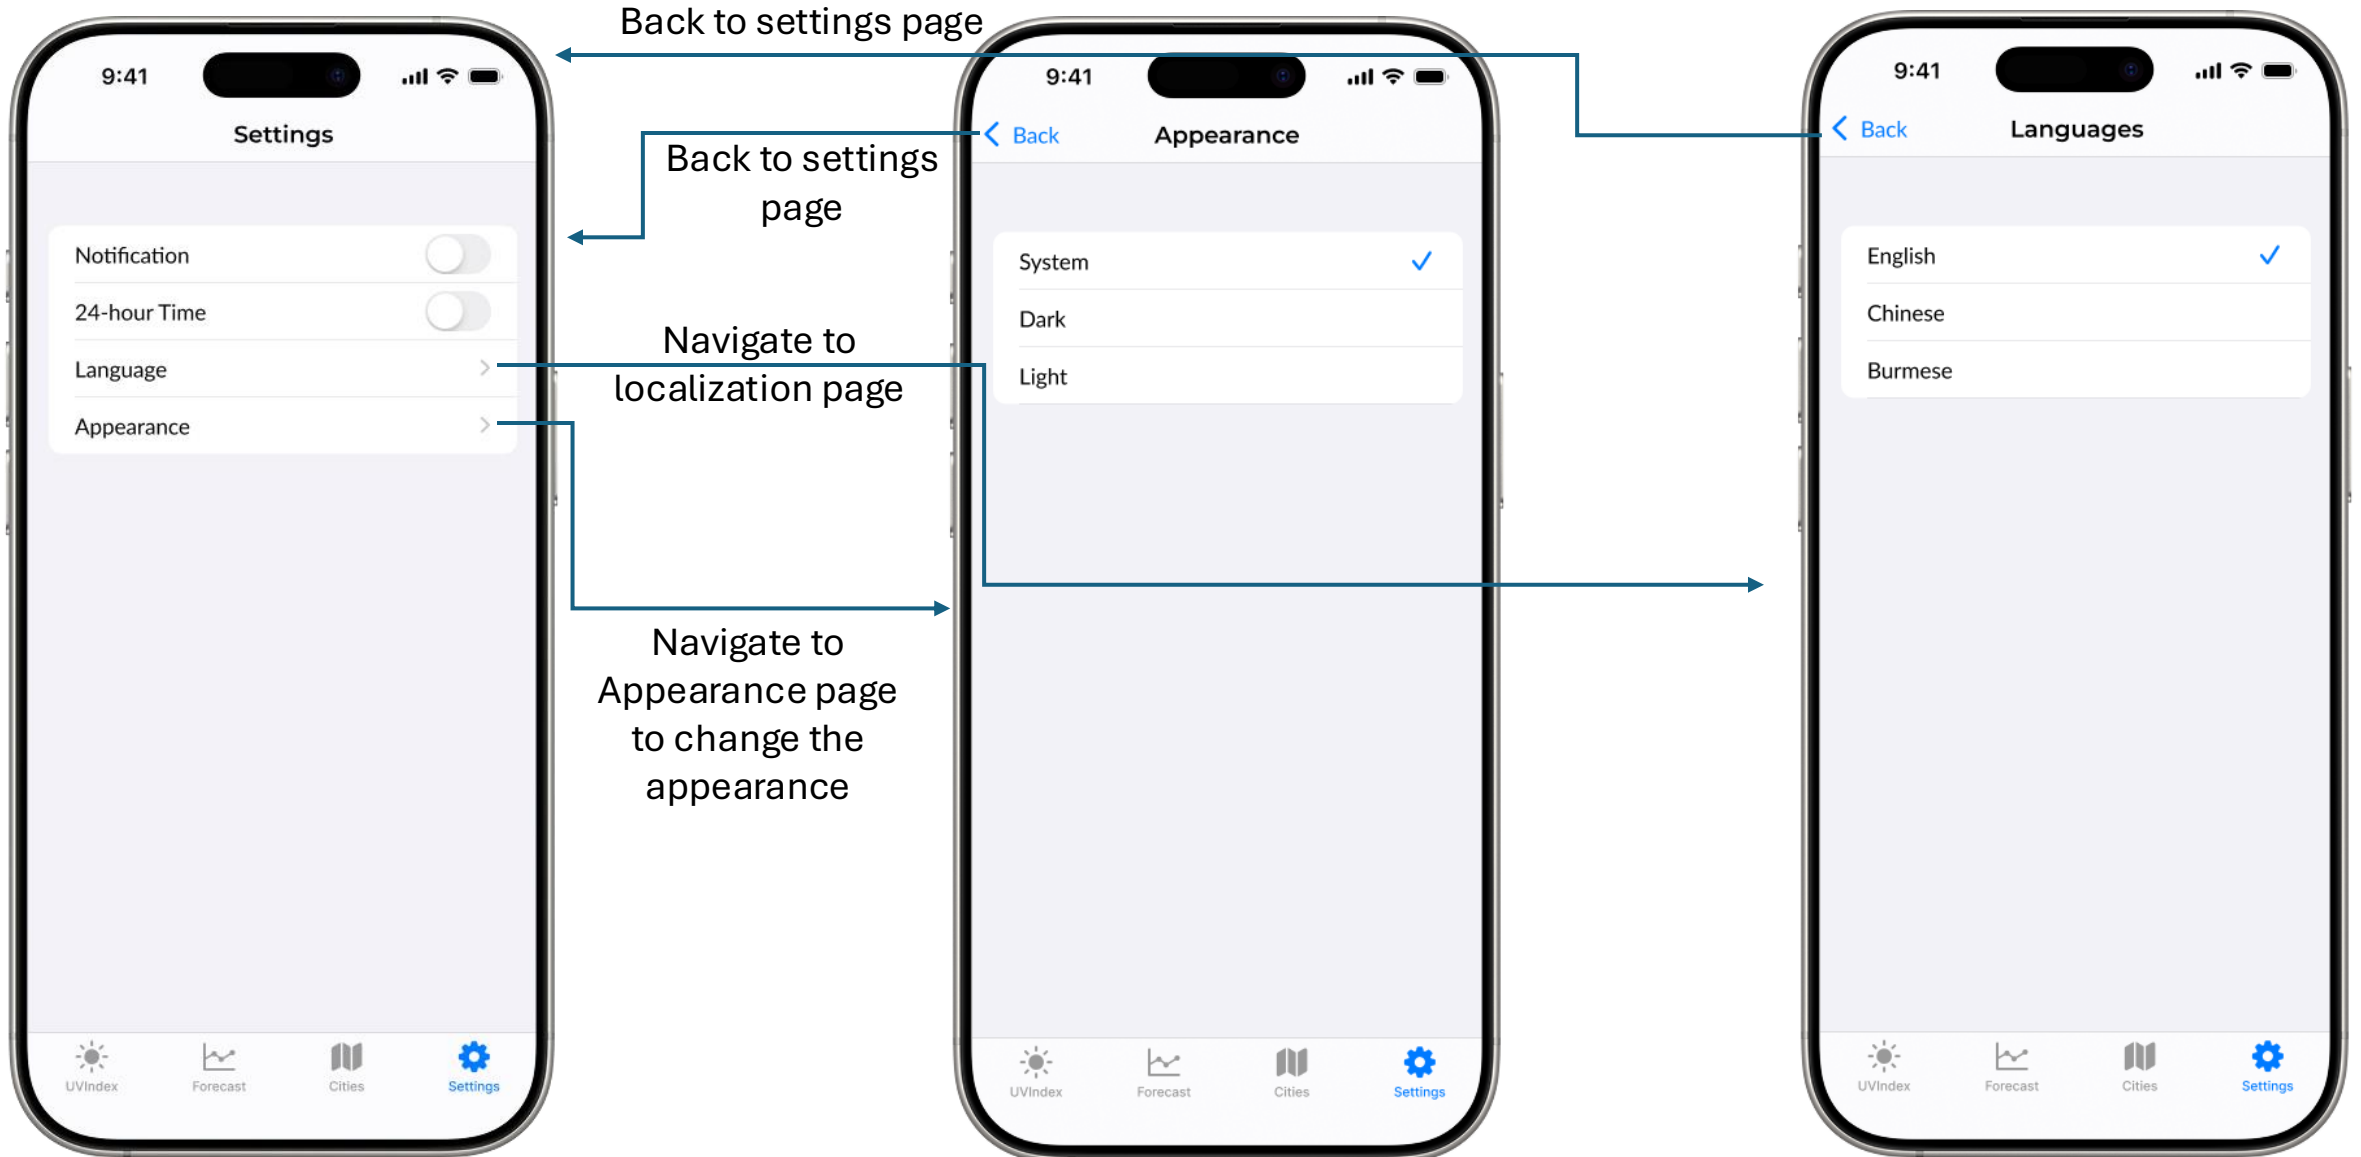 Back to settings page
9:41
Settings
Notification
24-hour Time
Language
Appearance
UVIndex
Forecast
Cities
Settings
Back to settings
page
Navigate to
localization page
Navigate to
Appearance page
to change the
appearance
9:41
Back
Appearance
System
Dark
Light
UVIndex
Forecast
Cities
Settings
9:41
Back
Languages
English
Chinese
Burmese
UVIndex
Forecast
Cities
Settings